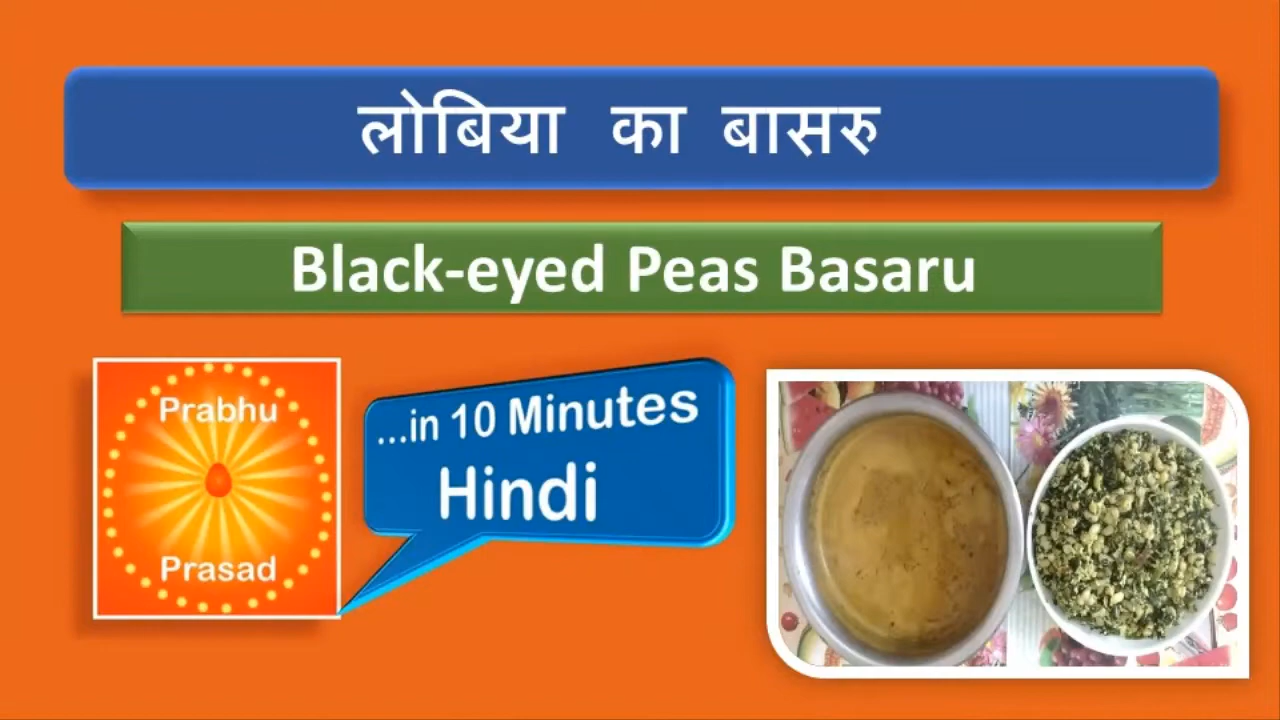 लोबिया का बासरु
Black-eyed Peas Basaru
Prabhu
Prasad
...in 10 Minutes
Hindi